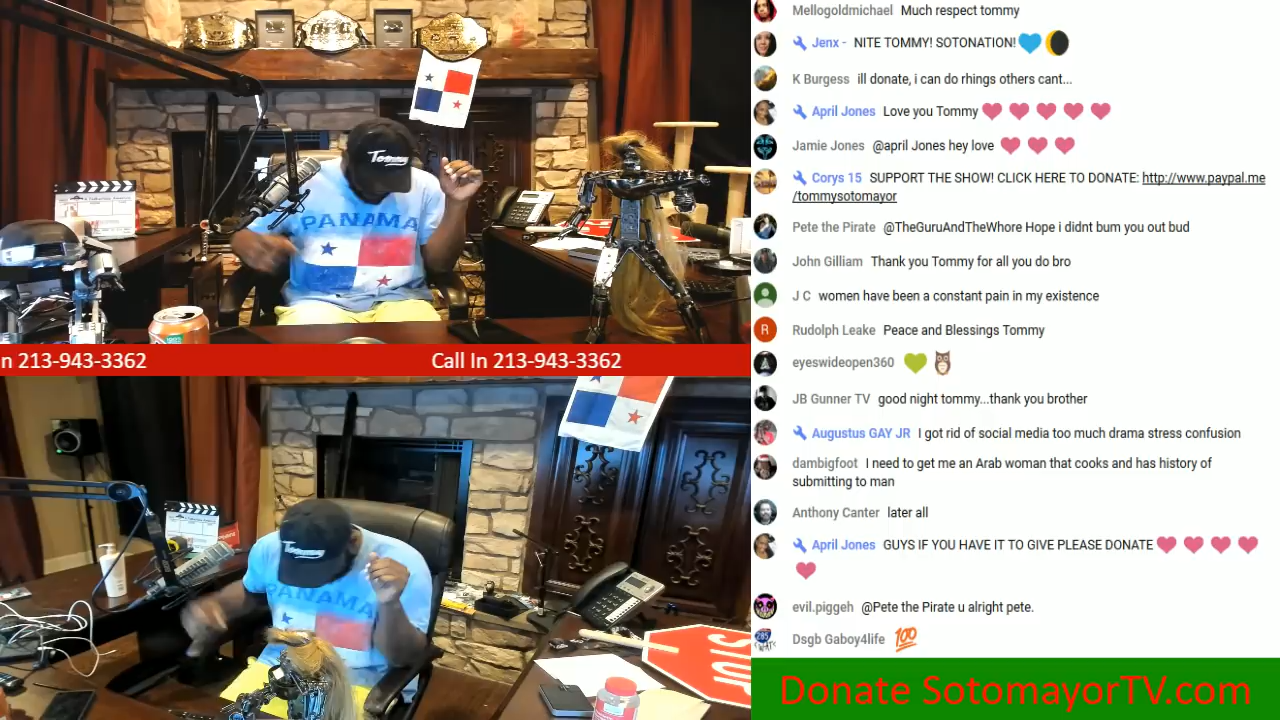 Tommy
PANAMA
n 213-943-3362
Call In 213-943-3362
Tommy
PANAMA
Mellogoldmichael Much respect tommy
Jenx - NITE TOMMY! SOTONATION!
K Burgess ill donate, i can do rhings others cant...
April Jones Love you Tommy
Jamie Jones @april Jones hey love
Corys 15 SUPPORT THE SHOW! CLICK HERE TO DONATE: http://www.paypal.me
/tommysotomayor
Pete the Pirate @TheGuruAndTheWhore Hope i didnt bum you out bud
John Gilliam Thank you Tommy for all you do bro
J C women have been a constant pain in my existence
R Rudolph Leake Peace and Blessings Tommy
eyeswideopen360
JB Gunner TV good night tommy...thank you brother
Augustus GAY JR I got rid of social media too much drama stress confusion
dambigfoot I need to get me an Arab woman that cooks and has history of
submitting to man
Anthony Canter later all
April Jones GUYS IF YOU HAVE IT TO GIVE PLEASE DONATE
evil.piggeh @Pete the Pirate u alright pete.
Dsgb Gaboy4life 100
Donate SotomayorTV.com